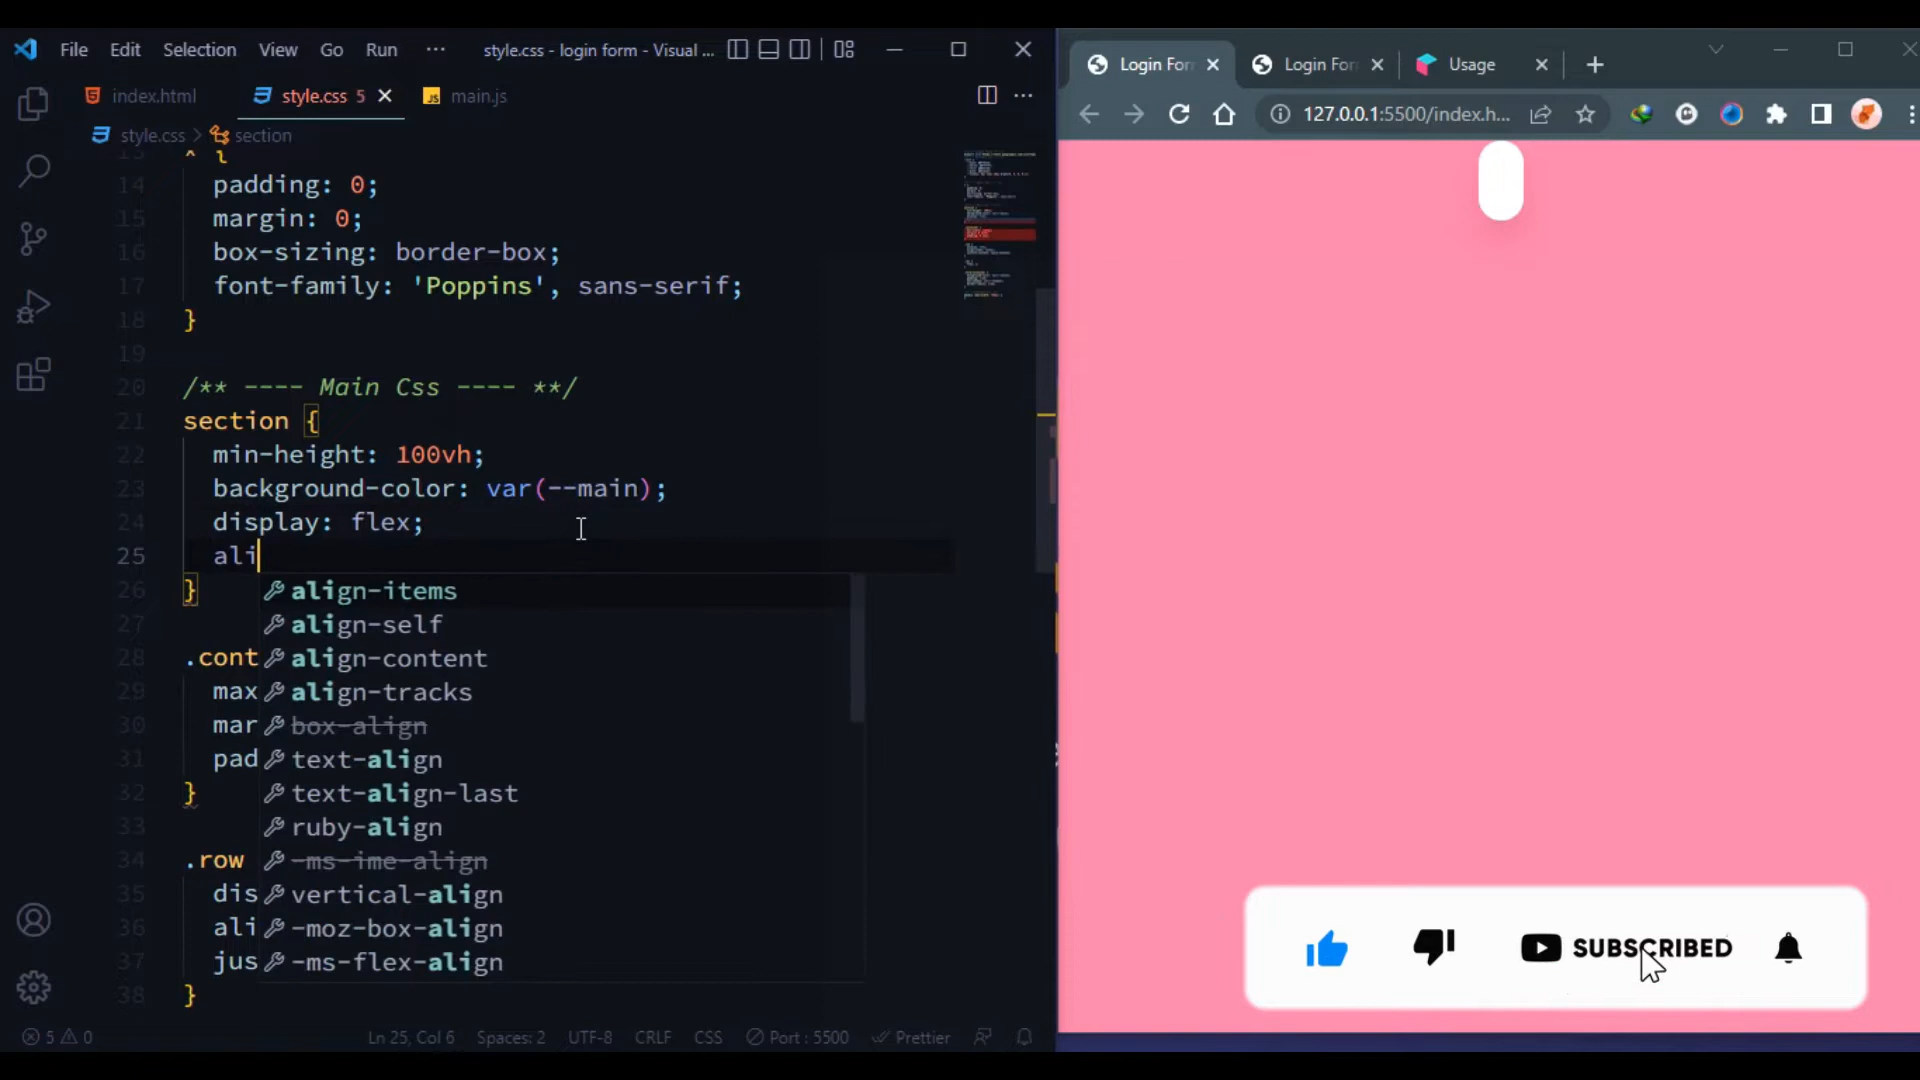 File Edit Selection View Go Run ··· style.css - login form - Visual ...
index.html style.css 5 main.js
style.css > section
14 padding: 0;
15 margin: 0;
16 box-sizing: border-box;
17 font-family: 'Poppins', sans-serif;
18 }
19
20 /** ---- Main Css ---- **/
21 section {
22 min-height: 100vh;
23 background-color: var(--main);
24 display: flex;
25 ali
26 } align-items
27 align-self
28 .cont align-content
29 max align-tracks
30 mar box-align
31 pad text-align
32 } text-align-last
33 ruby-align
34 .row -ms-ime-align
35 dis vertical-align
36 ali -moz-box-align
37 jus -ms-flex-align
38 }
5 0 Ln 25, Col 6 Spaces: 2 UTF-8 CRLF CSS Port : 5500 Prettier
Login For Login For Usage
127.0.0.1:5500/index.h...
SUBSCRIBED